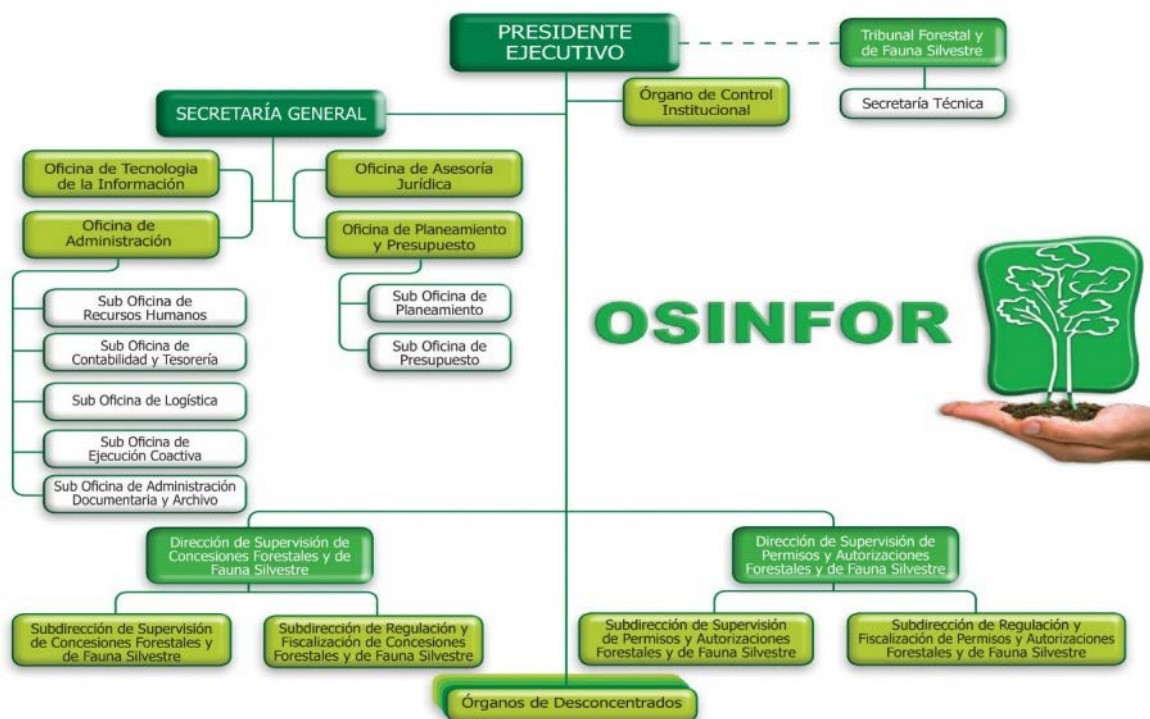 PRESIDENTE
EJECUTIVO
Tribunal Forestal y
de Fauna Silvestre
Órgano de Control
Institucional
Secretaría Técnica
SECRETARÍA GENERAL
Oficina de Tecnologia
de la Información
Oficina de Asesoría
Jurídica
Oficina de
Administración
Oficina de Planeamiento
y Presupuesto
Sub Oficina de
Recursos Humanos
Sub Oficina de
Contabilidad y Tesorería
Sub Oficina de Logística
Sub Oficina de
Ejecución Coactiva
Sub Oficina de Administración
Documentaria y Archivo
Sub Oficina de
Planeamiento
Sub Oficina de
Presupuesto
OSINFOR
Dirección de Supervisión de
Concesiones Forestales y de
Fauna Silvestre
Dirección de Supervisión de
Permisos y Autorizaciones
Forestales y de Fauna Silvestre
Subdirección de Supervisión
de Concesiones Forestales y
de Fauna Silvestre
Subdirección de Regulación y
Fiscalización de Concesiones
Forestales y de Fauna Silvestre
Subdirección de Supervisión
de Permisos y Autorizaciones
Forestales y de Fauna Silvestre
Subdirección de Regulación y
Fiscalización de Permisos y Autorizaciones
Forestales y de Fauna Silvestre
Órganos de Desconcentrados